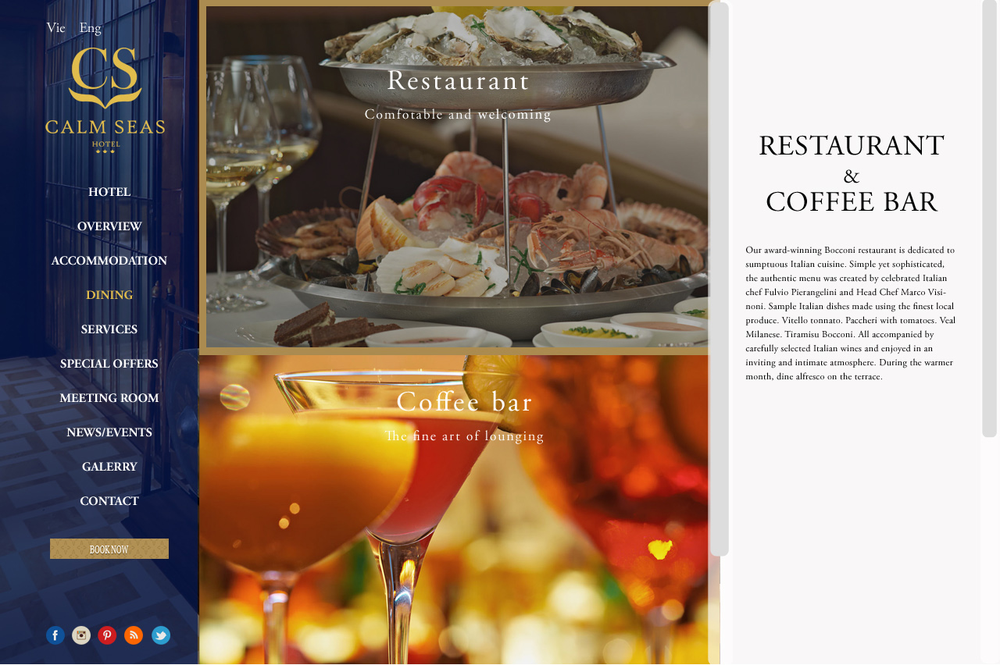 Vie Eng
CS
CALM SEAS
HOTEL
HOTEL
OVERVIEW
ACCOMMODATION
DINING
SERVICES
SPECIAL OFFERS
MEETING ROOM
NEWS/EVENTS
GALERRY
CONTACT
BOOK NOW
Restaurant
Comfotable and welcoming
Coffee bar
The fine art of lounging
RESTAURANT
&
COFFEE BAR
Our award-winning Bocconi restaurant is dedicated to
sumptuous Italian cuisine. Simple yet sophisticated,
the authentic menu was created by celebrated Italian
chef Fulvio Pierangelini and Head Chef Marco Visi-
noni. Sample Italian dishes made using the finest local
produce. Vitello tonnato. Paccheri with tomatoes. Veal
Milanese. Tiramisu Bocconi. All accompanied by
carefully selected Italian wines and enjoyed in an
inviting and intimate atmosphere. During the warmer
month, dine alfresco on the terrace.